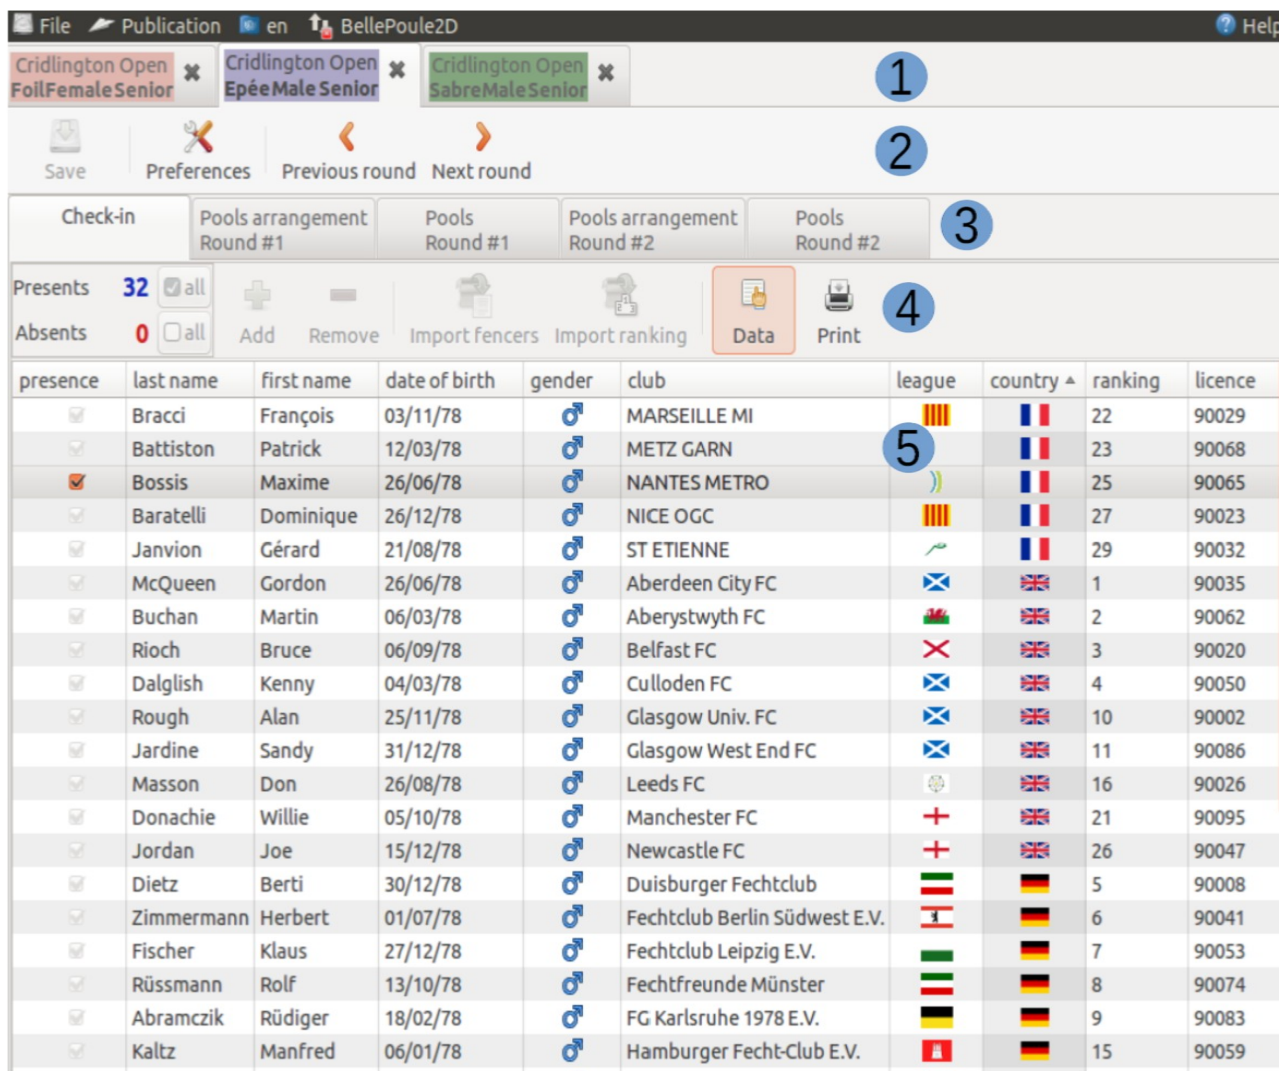 File Publication en BellePoule2D Help
Cridlington Open Cridlington Open Cridlington Open
FoilFemaleSenior EpéeMale Senior SabreMaleSenior
1
Save Preferences Previous round Next round
2
Check-in Pools arrangement Pools Pools arrangement Pools
Round #1 Round #1 Round #2 Round #2
3
Presents 32 all
Absents 0 all
Add Remove Import fencers Import ranking Data Print
4
presence last name first name date of birth gender club league country ranking licence
Bracci François 03/11/78 MARSEILLE MI 22 90029
Battiston Patrick 12/03/78 METZ GARN 23 90068
5
Bossis Maxime 26/06/78 NANTES METRO 25 90065
Baratelli Dominique 26/12/78 NICE OGC 27 90023
Janvion Gérard 21/08/78 ST ETIENNE 29 90032
McQueen Gordon 26/06/78 Aberdeen City FC 1 90035
Buchan Martin 06/03/78 Aberystwyth FC 2 90062
Rioch Bruce 06/09/78 Belfast FC 3 90020
Dalglish Kenny 04/03/78 Culloden FC 4 90050
Rough Alan 25/11/78 Glasgow Univ. FC 10 90002
Jardine Sandy 31/12/78 Glasgow West End FC 11 90086
Masson Don 26/08/78 Leeds FC 16 90026
Donachie Willie 05/10/78 Manchester FC 21 90095
Jordan Joe 15/12/78 Newcastle FC 26 90047
Dietz Berti 30/12/78 Duisburger Fechtclub 5 90008
Zimmermann Herbert 01/07/78 Fechtclub Berlin Südwest E.V. 6 90041
Fischer Klaus 27/12/78 Fechtclub Leipzig E.V. 7 90053
Rüssmann Rolf 13/10/78 Fechtfreunde Münster 8 90074
Abramczik Rüdiger 18/02/78 FG Karlsruhe 1978 E.V. 9 90083
Kaltz Manfred 06/01/78 Hamburger Fecht-Club E.V. 15 90059